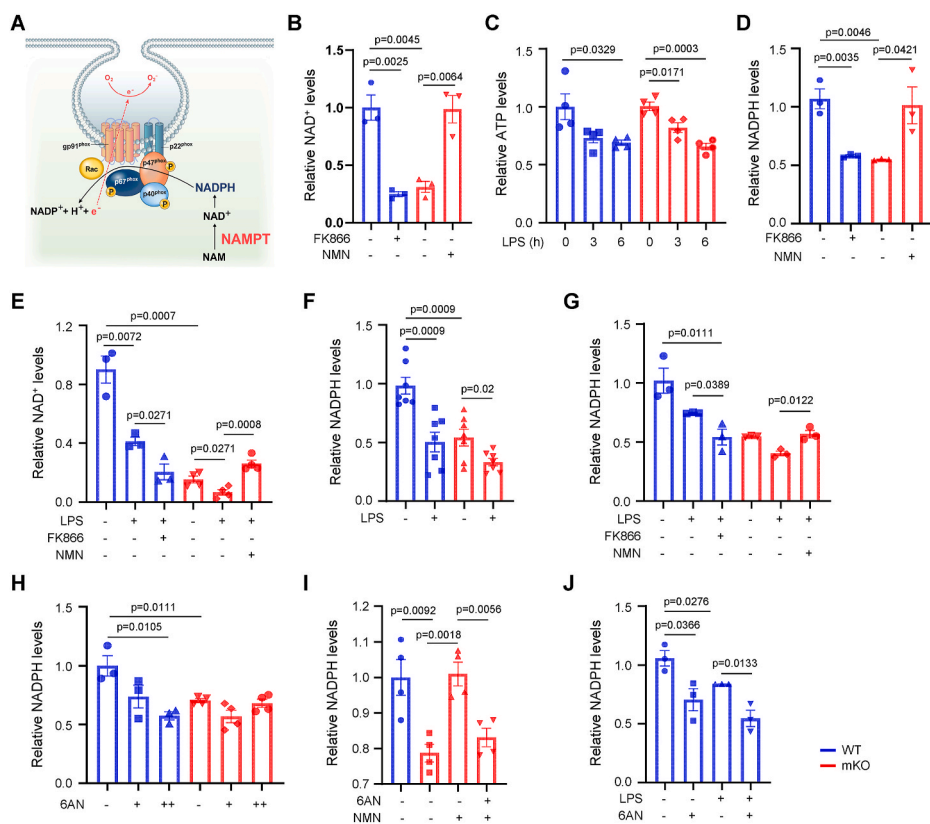 A
O₂
O₂⁻
e⁻
gp91phox
p22phox
Rac
p47phox
P
p67phox
P
p40phox
P
NADPH
NADP⁺ + H⁺ + e⁻
NAD⁺
NAMPT
NAM
B
Relative NAD⁺ levels
1.5
1.0
0.5
0.0
p=0.0045
p=0.0025
p=0.0064
FK866 - + - -
NMN - - - +
C
Relative ATP levels
1.5
1.0
0.5
0.0
p=0.0329
p=0.0003
p=0.0171
LPS (h) 0 3 6 0 3 6
D
Relative NADPH levels
1.5
1.0
0.5
0.0
p=0.0046
p=0.0035
p=0.0421
FK866 - + - -
NMN - - - +
E
Relative NAD⁺ levels
1.2
0.8
0.4
0.0
p=0.0007
p=0.0072
p=0.0271
p=0.0008
p=0.0271
LPS - + + - + +
FK866 - - + - - -
NMN - - - - - +
F
Relative NADPH levels
1.5
1.0
0.5
0.0
p=0.0009
p=0.0009
p=0.02
LPS - + - +
G
Relative NADPH levels
1.5
1.0
0.5
0.0
p=0.0111
p=0.0389
p=0.0122
LPS - + + - + +
FK866 - - + - - -
NMN - - - - - +
H
Relative NADPH levels
1.5
1.0
0.5
0.0
p=0.0111
p=0.0105
6AN - + ++ - + ++
I
Relative NADPH levels
1.2
1.1
1.0
0.9
0.8
0.7
p=0.0092
p=0.0056
p=0.0018
6AN - - - +
NMN - - + +
J
Relative NADPH levels
1.5
1.0
0.5
0.0
p=0.0276
p=0.0366
p=0.0133
LPS - - + +
6AN - + - +
WT
mKO